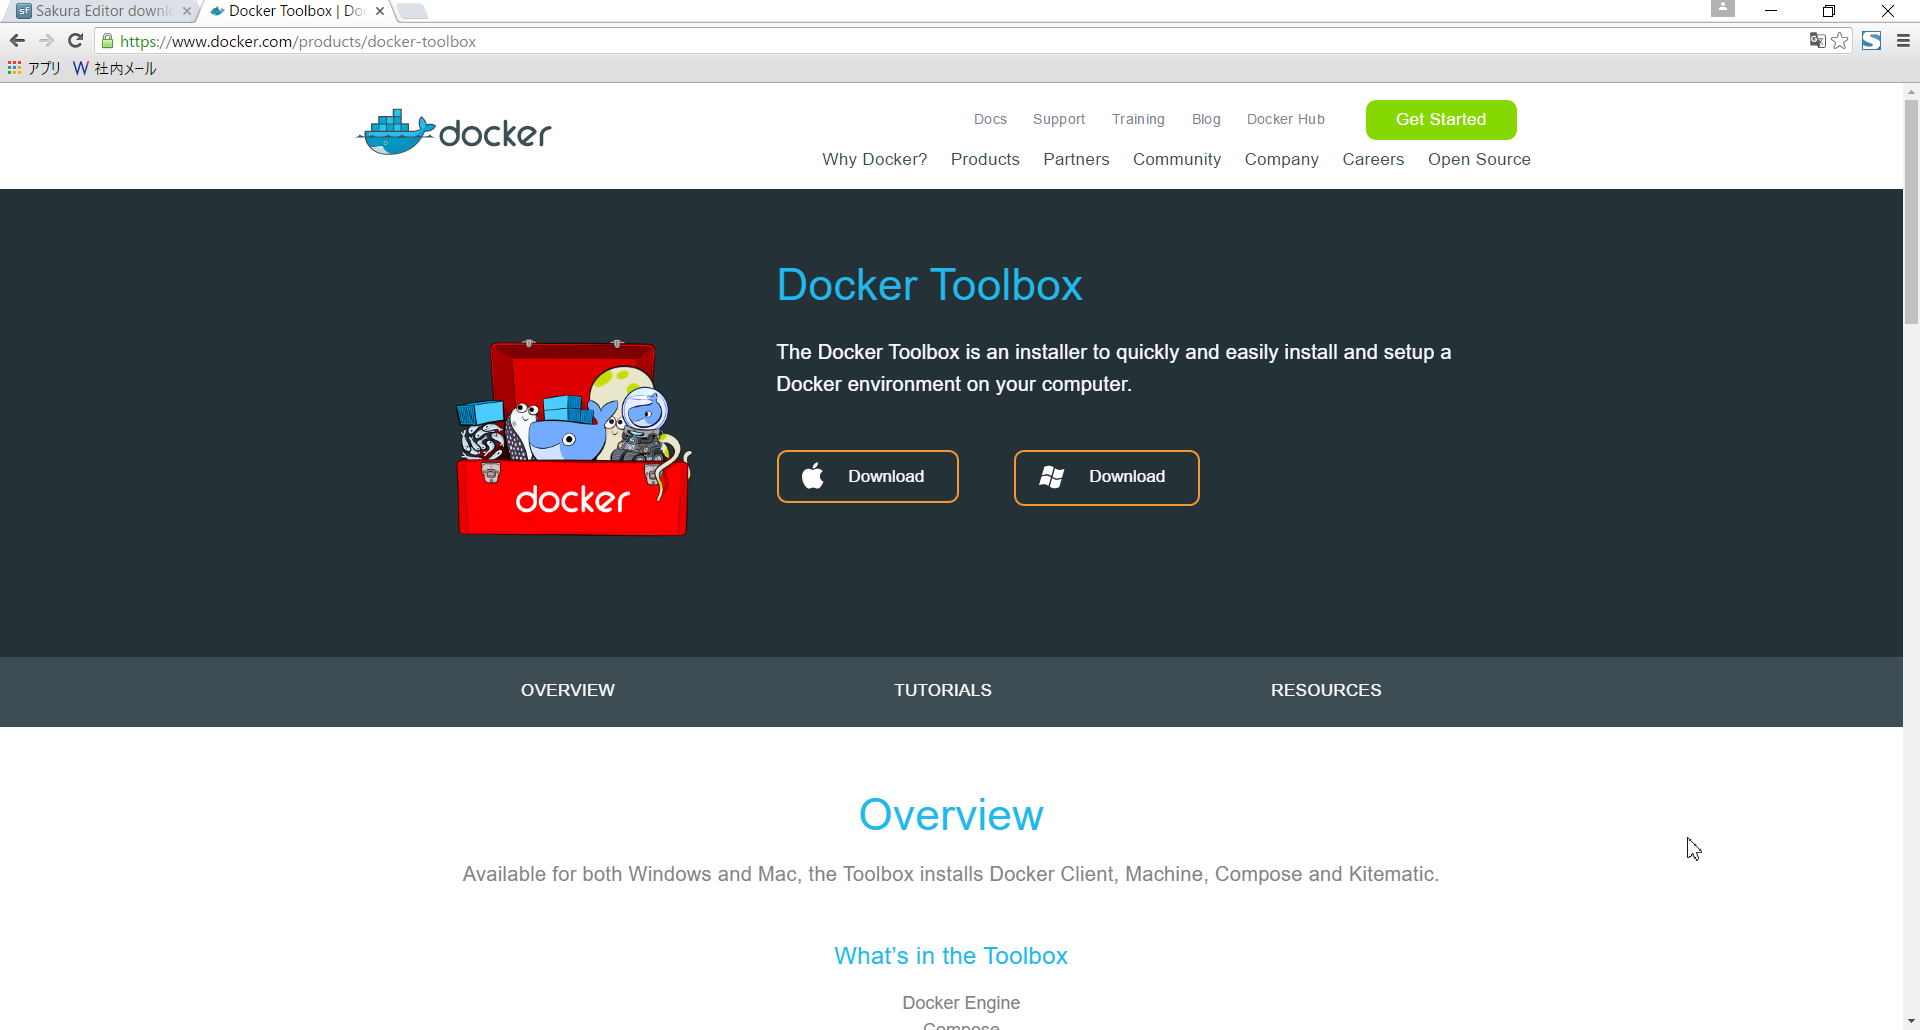 Sakura Editor downl
Docker Toolbox | Do
https://www.docker.com/products/docker-toolbox
アプリ
社内メール
docker
Docs
Support
Training
Blog
Docker Hub
Get Started
Why Docker?
Products
Partners
Community
Company
Careers
Open Source
Docker Toolbox
The Docker Toolbox is an installer to quickly and easily install and setup a
Docker environment on your computer.
docker
Download
Download
OVERVIEW
TUTORIALS
RESOURCES
Overview
Available for both Windows and Mac, the Toolbox installs Docker Client, Machine, Compose and Kitematic.
What's in the Toolbox
Docker Engine
Compose